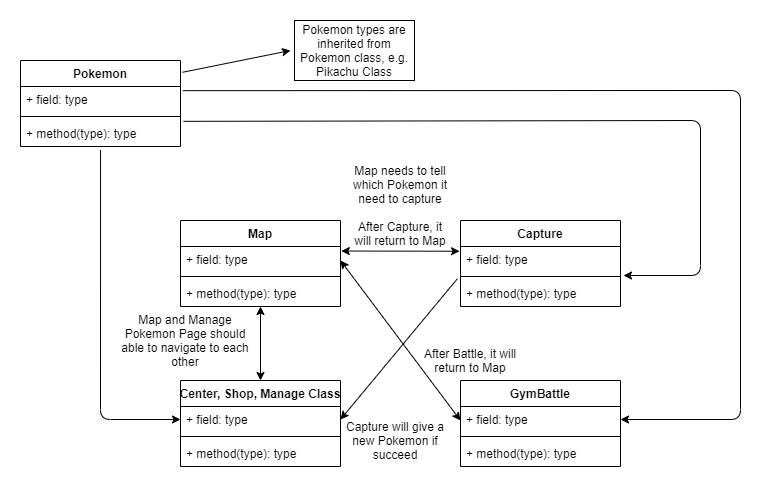 Pokemon types are
inherited from
Pokemon class, e.g.
Pikachu Class
Pokemon
+ field: type
+ method(type): type
Map needs to tell
which Pokemon it
need to capture
After Capture, it
will return to Map
Map
+ field: type
+ method(type): type
Capture
+ field: type
+ method(type): type
Map and Manage
Pokemon Page should
able to navigate to each
other
After Battle, it will
return to Map
Center, Shop, Manage Class
+ field: type
+ method(type): type
Capture will give a
new Pokemon if
succeed
GymBattle
+ field: type
+ method(type): type